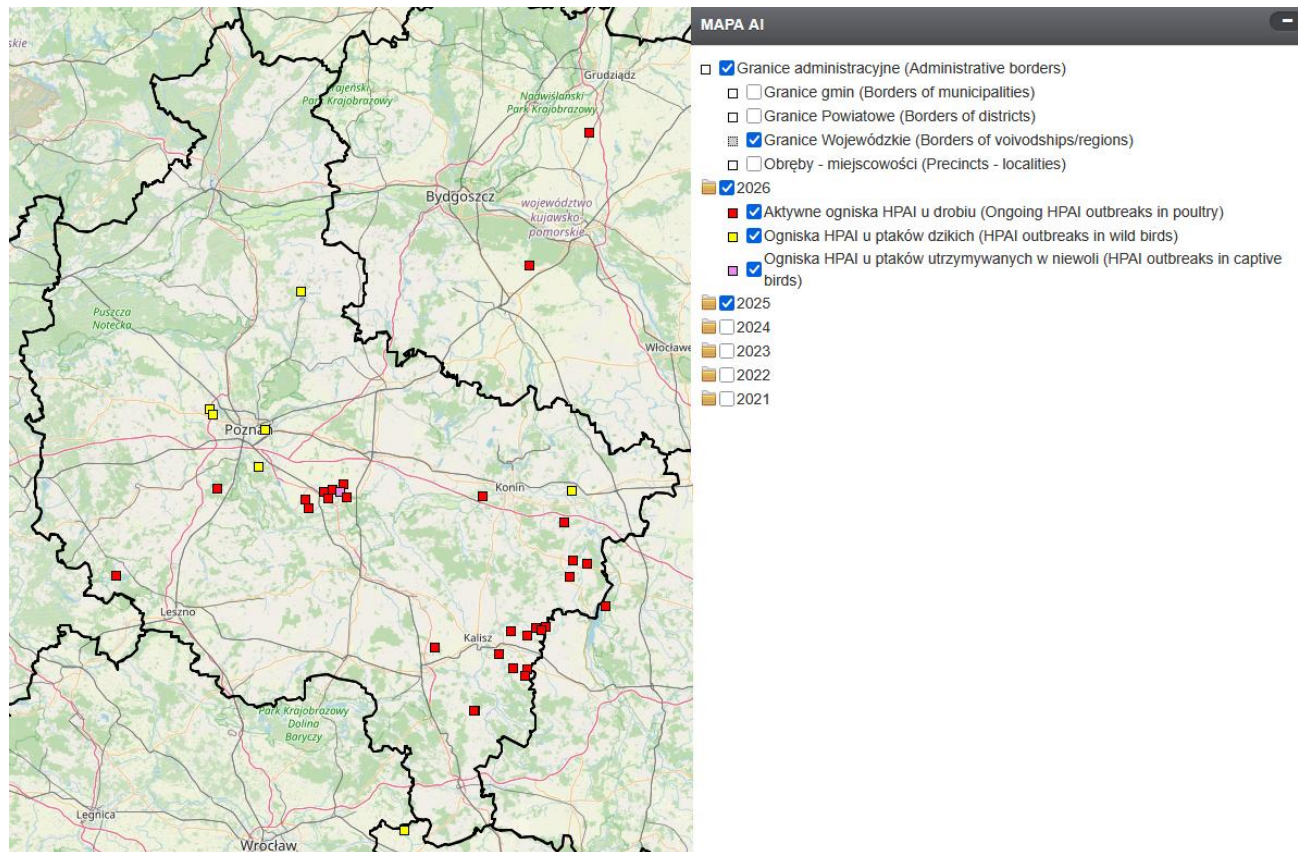 skie
Krajeński
Park Krajobrazowy
Grudziądz
Nadwiślański
Park Krajobrazowy
Bydgoszcz
województwo
kujawsko-
pomorskie
Puszcza
Notecka
Włocławe
Poznań
Konin
Leszno
Kalisz
Park Krajobrazowy
Dolina
Baryczy
Legnica
Wrocław
MAPA AI
Granice administracyjne (Administrative borders)
Granice gmin (Borders of municipalities)
Granice Powiatowe (Borders of districts)
Granice Wojewódzkie (Borders of voivodships/regions)
Obręby - miejscowości (Precincts - localities)
2026
Aktywne ogniska HPAI u drobiu (Ongoing HPAI outbreaks in poultry)
Ogniska HPAI u ptaków dzikich (HPAI outbreaks in wild birds)
Ogniska HPAI u ptaków utrzymywanych w niewoli (HPAI outbreaks in captive
birds)
2025
2024
2023
2022
2021